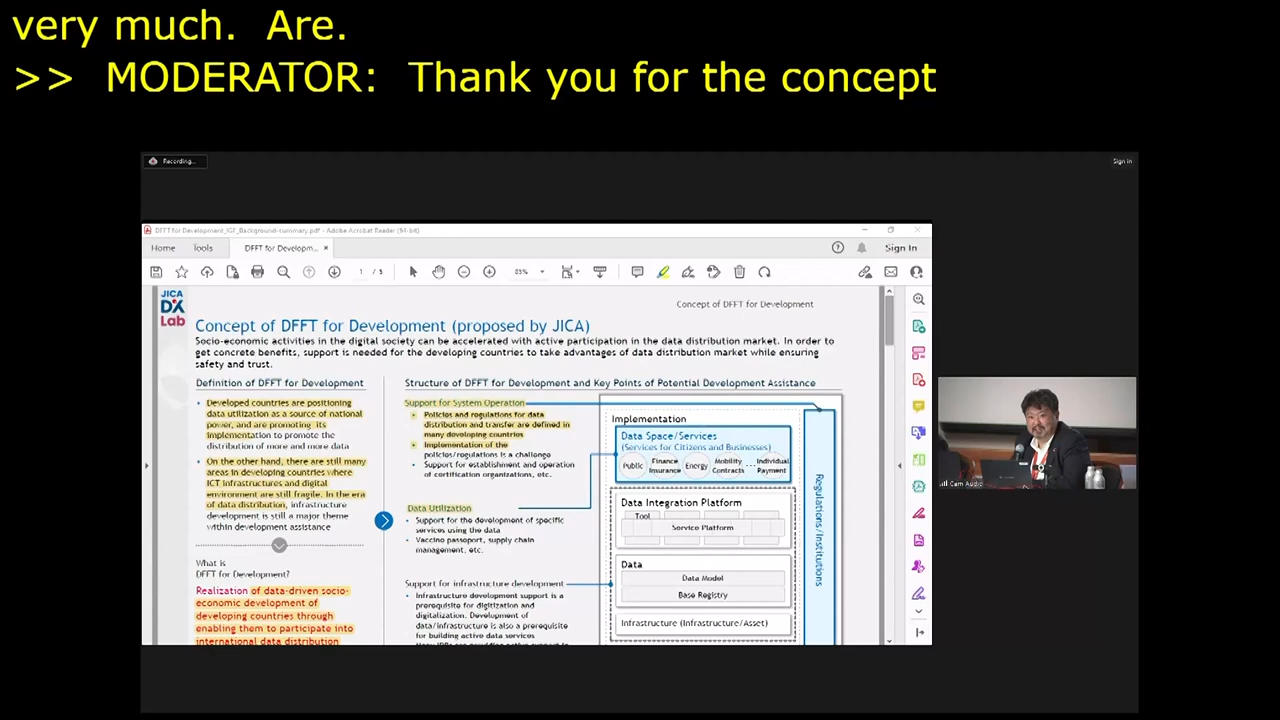 very much.  Are.
>>  MODERATOR:  Thank you for the concept
Recording...
Sign in
DFFT for Development_IGF_Background-summary.pdf - Adobe Acrobat Reader (64-bit)
Home
Tools
DFFT for Developm...
Sign In
1 / 5
83%
JICA
DX
Lab
Concept of DFFT for Development
Concept of DFFT for Development (proposed by JICA)
Socio-economic activities in the digital society can be accelerated with active participation in the data distribution market. In order to
get concrete benefits, support is needed for the developing countries to take advantages of data distribution market while ensuring
safety and trust.
Definition of DFFT for Development
• Developed countries are positioning
data utilization as a source of national
power, and are promoting its
implementation to promote the
distribution of more and more data
• On the other hand, there are still many
areas in developing countries where
ICT infrastructures and digital
environment are still fragile. In the era
of data distribution, infrastructure
development is still a major theme
within development assistance
What is
DFFT for Development?
Realization of data-driven socio-
economic development of
developing countries through
enabling them to participate into
international data distribution
Structure of DFFT for Development and Key Points of Potential Development Assistance
Support for System Operation
• Policies and regulations for data
distribution and transfer are defined in
many developing countries
• Implementation of the
policies/regulations is a challenge
• Support for establishment and operation
of certification organizations, etc.
Data Utilization
• Support for the development of specific
services using the data
• Vaccine passport, supply chain
management, etc.
Support for infrastructure development
• Infrastructure development support is a
prerequisite for digitization and
digitalization. Development of
data/infrastructure is also a prerequisite
for building active data services
Implementation
Data Space/Services
(Services for Citizens and Businesses)
Public
Finance
Insurance
Energy
Mobility
Contracts
Individual
Payment
Data Integration Platform
Tool
Service Platform
Data
Data Model
Base Registry
Infrastructure (Infrastructure/Asset)
Regulations/Institutions